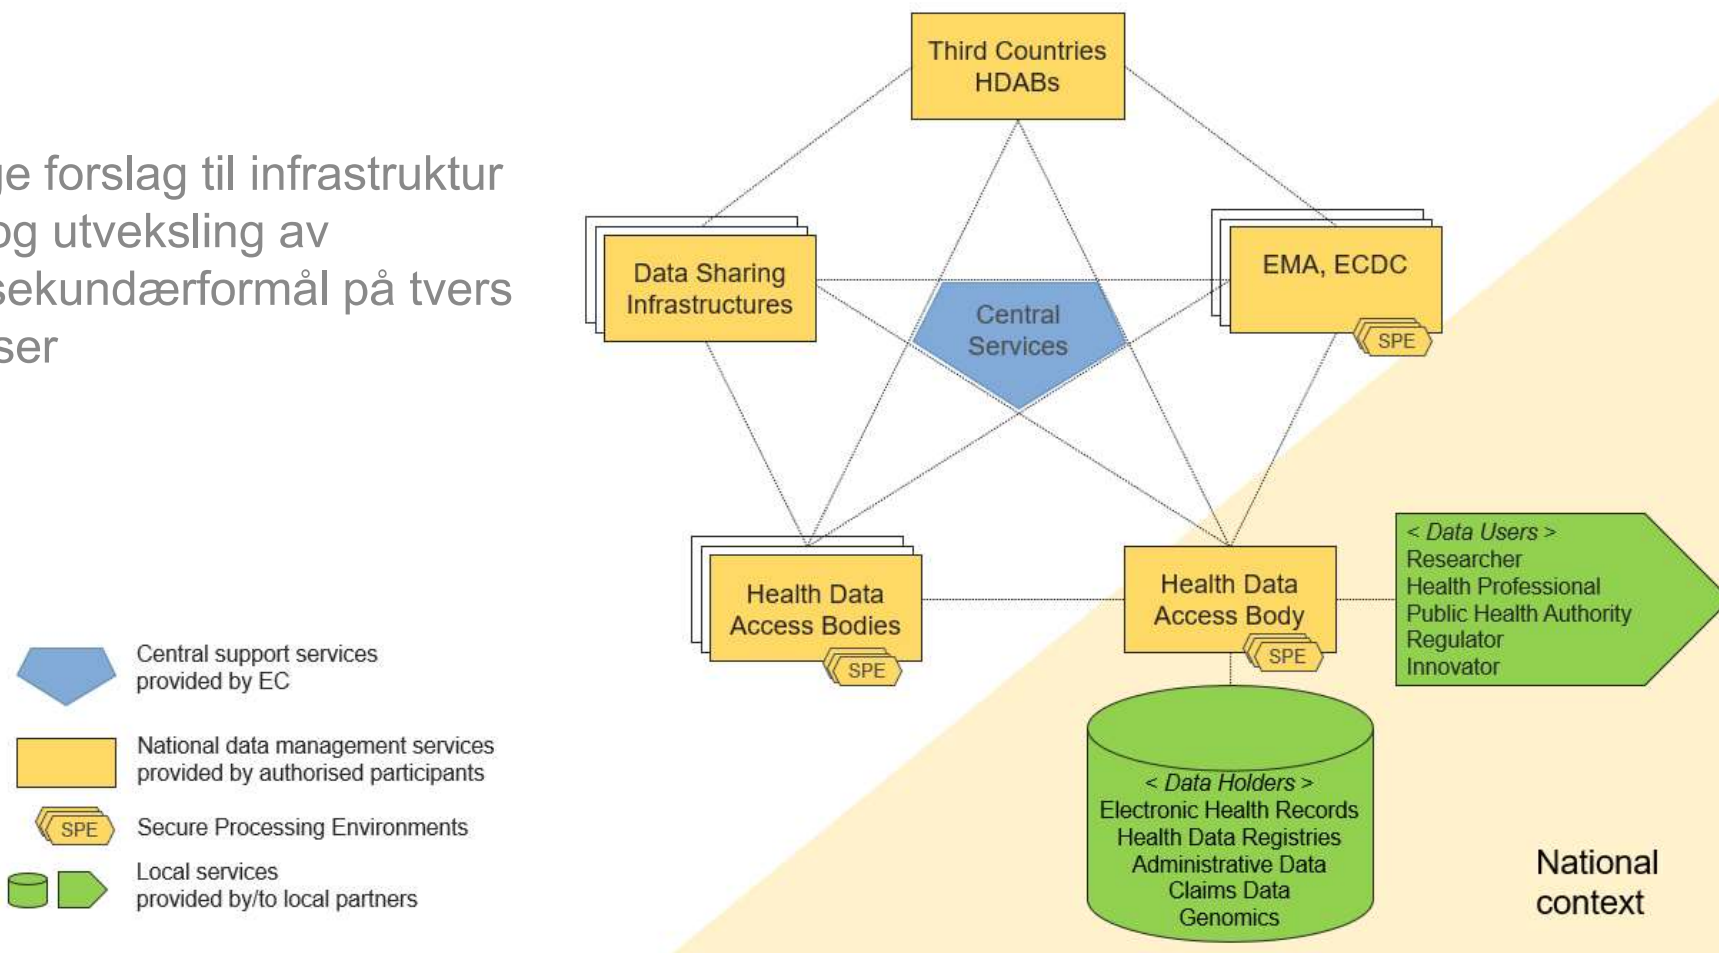 ge forslag til infrastruktur
og utveksling av
sekundærformål på tvers
ser
Third Countries
HDABs
Data Sharing
Infrastructures
EMA, ECDC
SPE
Central
Services
Health Data
Access Bodies
SPE
Health Data
Access Body
SPE
< Data Users >
Researcher
Health Professional
Public Health Authority
Regulator
Innovator
< Data Holders >
Electronic Health Records
Health Data Registries
Administrative Data
Claims Data
Genomics
National
context
Central support services
provided by EC
National data management services
provided by authorised participants
SPE
Secure Processing Environments
Local services
provided by/to local partners